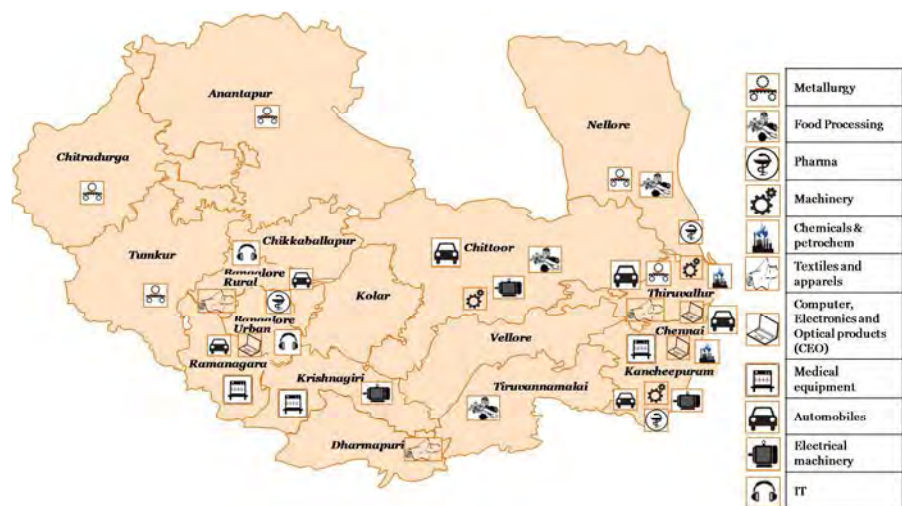 Anantapur
Nellore
Chitradurga
Chikkaballapur
Chittoor
Tumkur
Bangalore
Rural
Kolar
Thiruvallur
Bangalore
Urban
Chennai
Vellore
Ramanagara
Krishnagiri
Kancheepuram
Tiruvannamalai
Dharmapuri
Metallurgy
Food Processing
Pharma
Machinery
Chemicals &
petrochem
Textiles and
apparels
Computer,
Electronics and
Optical products
(CEO)
Medical
equipment
Automobiles
Electrical
machinery
IT